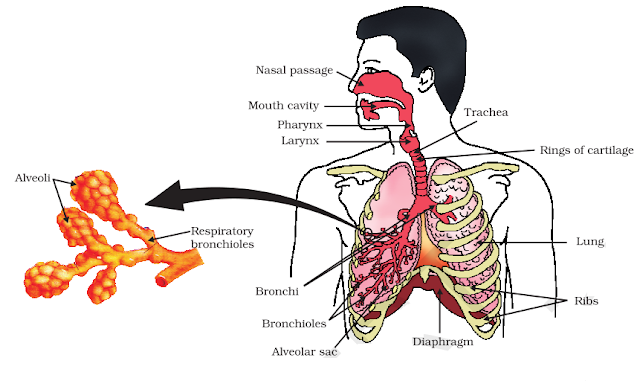 Nasal passage
Mouth cavity
Pharynx
Larynx
Trachea
Rings of cartilage
Alveoli
Respiratory
bronchioles
Lung
Bronchi
Ribs
Bronchioles
Diaphragm
Alveolar sac